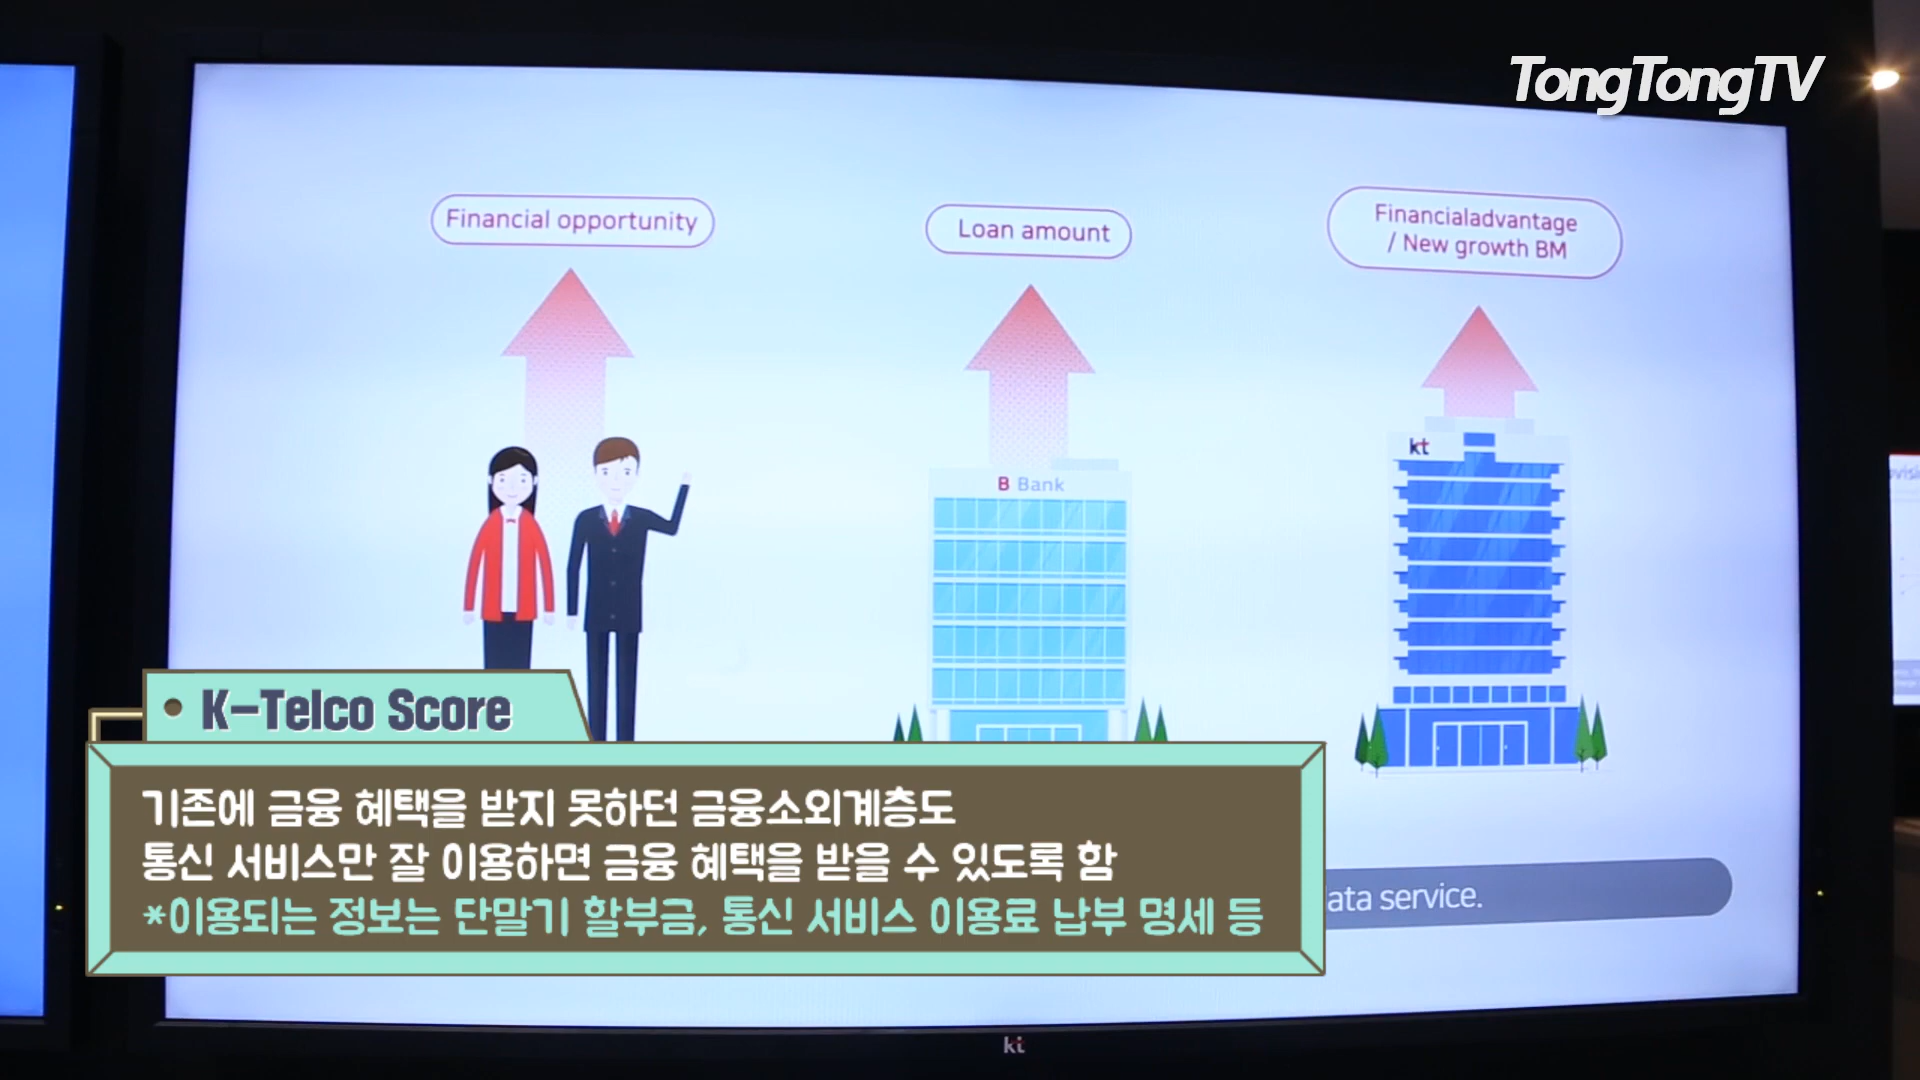 TongTongTV
Financial opportunity
Loan amount
Financialadvantage
/ New growth BM
kt
B Bank
K-Telco Score
기존에 금융 혜택을 받지 못하던 금융소외계층도
통신 서비스만 잘 이용하면 금융 혜택을 받을 수 있도록 함
*이용되는 정보는 단말기 할부금, 통신 서비스 이용료 납부 명세 등
service.
kt